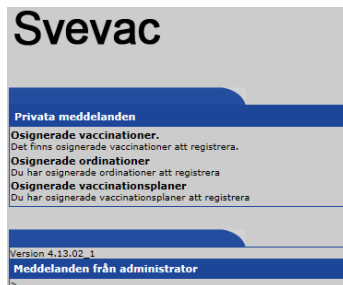 Svevac
Privata meddelanden
Osignerade vaccinationer.
Det finns osignerade vaccinationer att registrera.
Osignerade ordinationer
Du har osignerade ordinationer att registrera
Osignerade vaccinationsplaner
Du har osignerade vaccinationsplaner att registrera
Version 4.13.02_1
Meddelanden från administrator